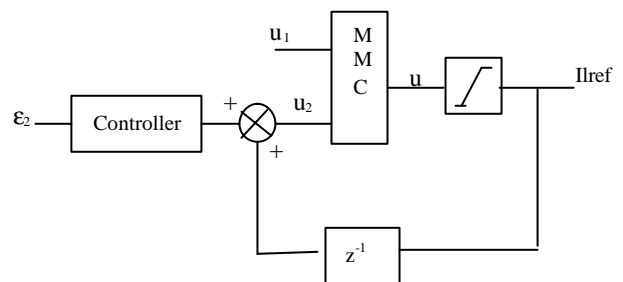 u1
M
M
C
u
Ilref
ε2
Controller
+
u2
+
z-1